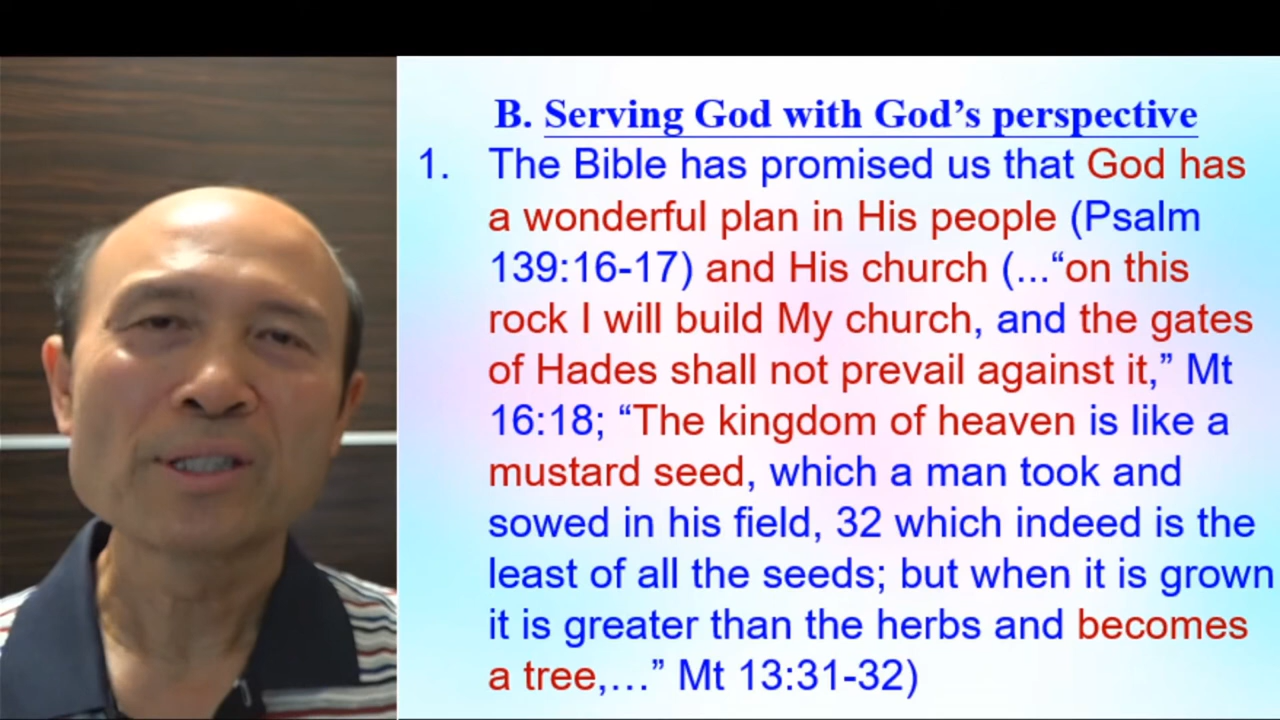 B. Serving God with God’s perspective
1. The Bible has promised us that God has
a wonderful plan in His people (Psalm
139:16-17) and His church (...“on this
rock I will build My church, and the gates
of Hades shall not prevail against it,” Mt
16:18; “The kingdom of heaven is like a
mustard seed, which a man took and
sowed in his field, 32 which indeed is the
least of all the seeds; but when it is grown
it is greater than the herbs and becomes
a tree,…” Mt 13:31-32)